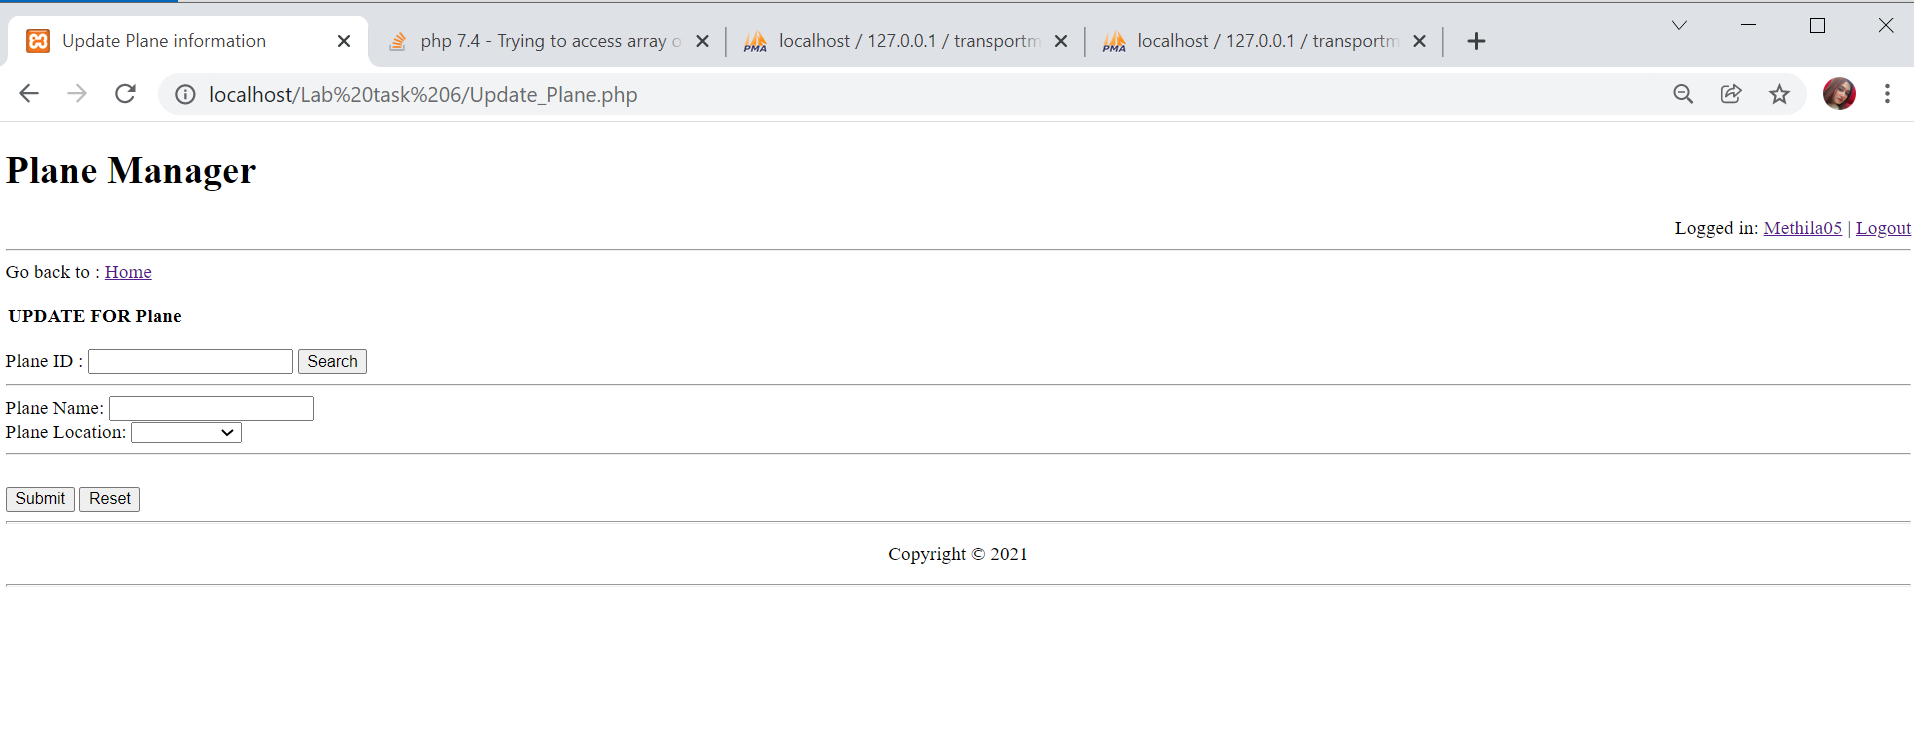 Update Plane information
php 7.4 - Trying to access array o
localhost / 127.0.0.1 / transportm
localhost / 127.0.0.1 / transportm
localhost/Lab%20task%206/Update_Plane.php
Plane Manager
Logged in: Methila05 | Logout
Go back to : Home
UPDATE FOR Plane
Plane ID : Search
Plane Name:
Plane Location:
Submit Reset
Copyright © 2021